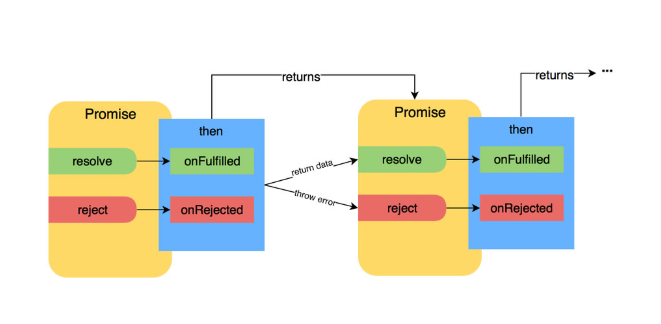 returns
returns
...
Promise
then
resolve
onFulfilled
reject
onRejected
return data
throw error
Promise
then
resolve
onFulfilled
reject
onRejected